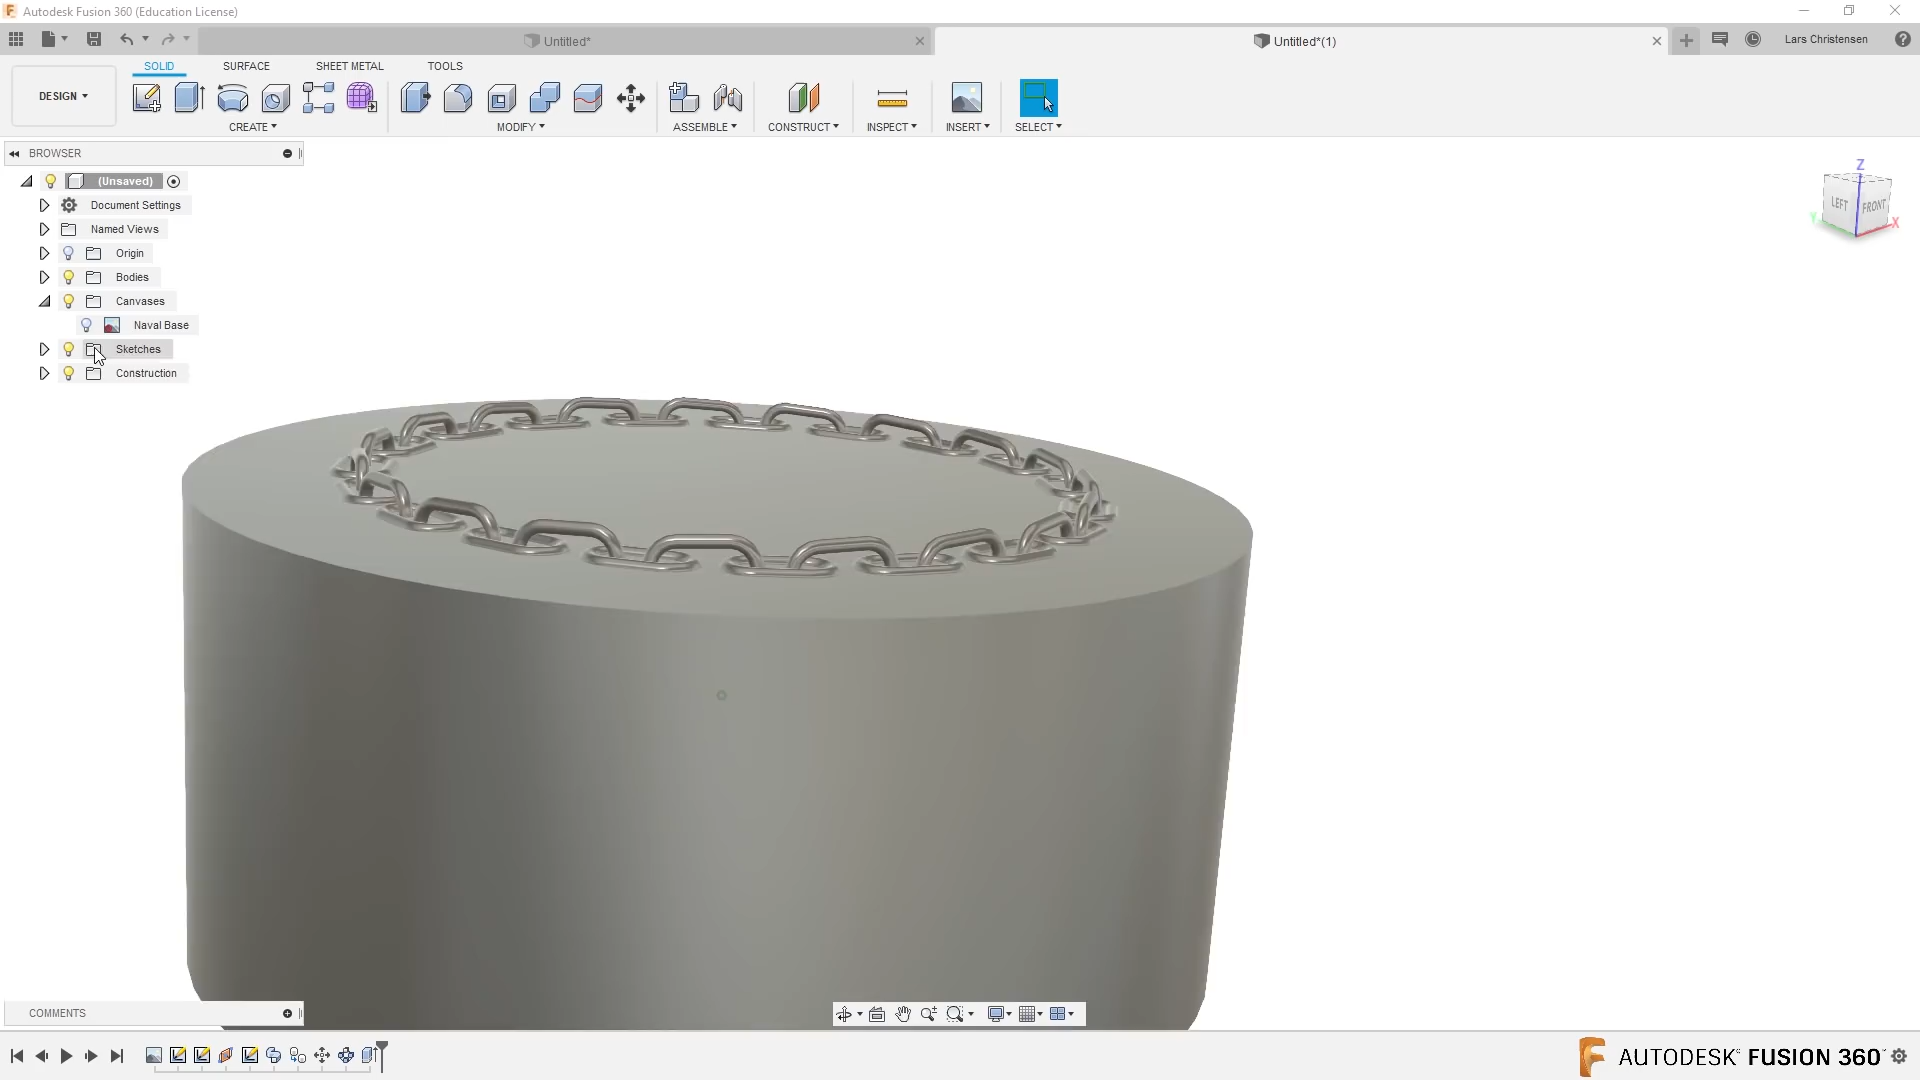 Autodesk Fusion 360 (Education License)
Untitled*
Untitled*(1)
Lars Christensen
DESIGN
SOLID
SURFACE
SHEET METAL
TOOLS
CREATE
MODIFY
ASSEMBLE
CONSTRUCT
INSPECT
INSERT
SELECT
BROWSER
(Unsaved)
Document Settings
Named Views
Origin
Bodies
Canvases
Naval Base
Sketches
Construction
Z
LEFT
FRONT
Y
X
COMMENTS
AUTODESK FUSION 360